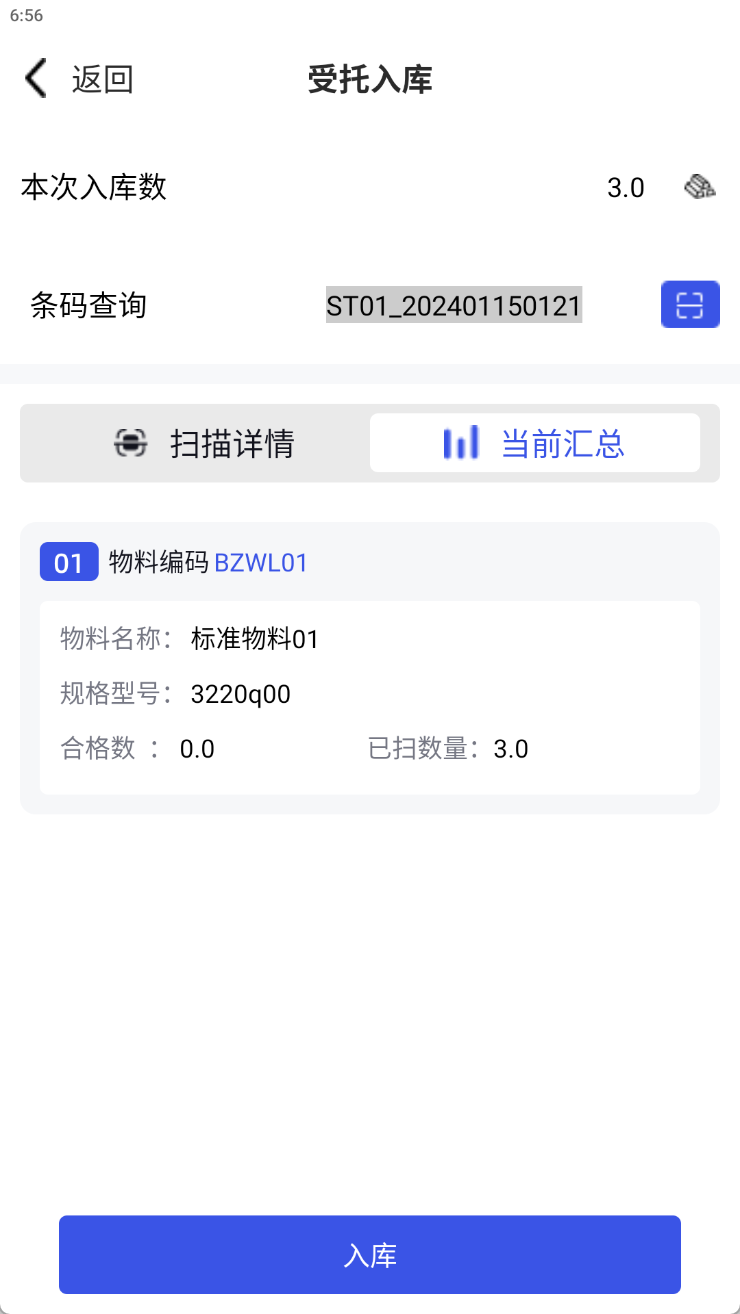 6:56
返回 受托入库
本次入库数 3.0
条码查询 ST01_202401150121
扫描详情 当前汇总
01 物料编码 BZWL01
物料名称： 标准物料01
规格型号： 3220q00
合格数 ： 0.0 已扫数量： 3.0
入库